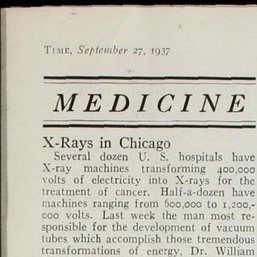 TIME, September 27, 1937
MEDICINE
X-Rays in Chicago
Several dozen U. S. hospitals have
X-ray machines transforming 400,000
volts of electricity into X-rays for the
treatment of cancer. Half-a-dozen have
machines ranging from 600,000 to 1,200,-
000 volts. Last week the man most re-
sponsible for the development of vacuum
tubes which accomplish those tremendous
transformations of energy, Dr. William